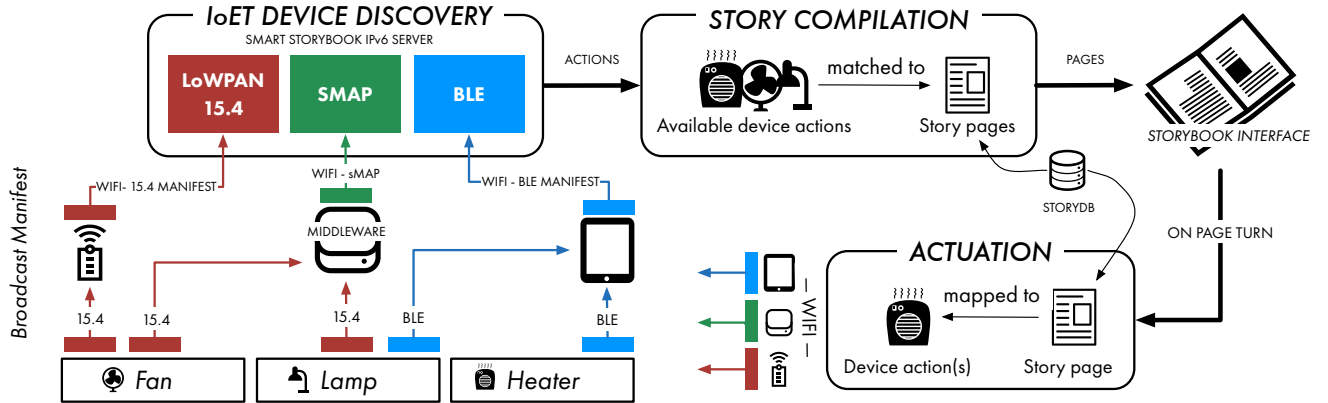 IoET DEVICE DISCOVERY
SMART STORYBOOK IPv6 SERVER
LoWPAN
15.4
SMAP
BLE
ACTIONS
STORY COMPILATION
matched to
Available device actions
Story pages
PAGES
STORYBOOK INTERFACE
Broadcast Manifest
WIFI- 15.4 MANIFEST
WIFI - sMAP
WIFI - BLE MANIFEST
MIDDLEWARE
15.4
15.4
15.4
BLE
BLE
Fan
Lamp
Heater
STORYDB
ON PAGE TURN
— WIFI —
ACTUATION
mapped to
Device action(s)
Story page